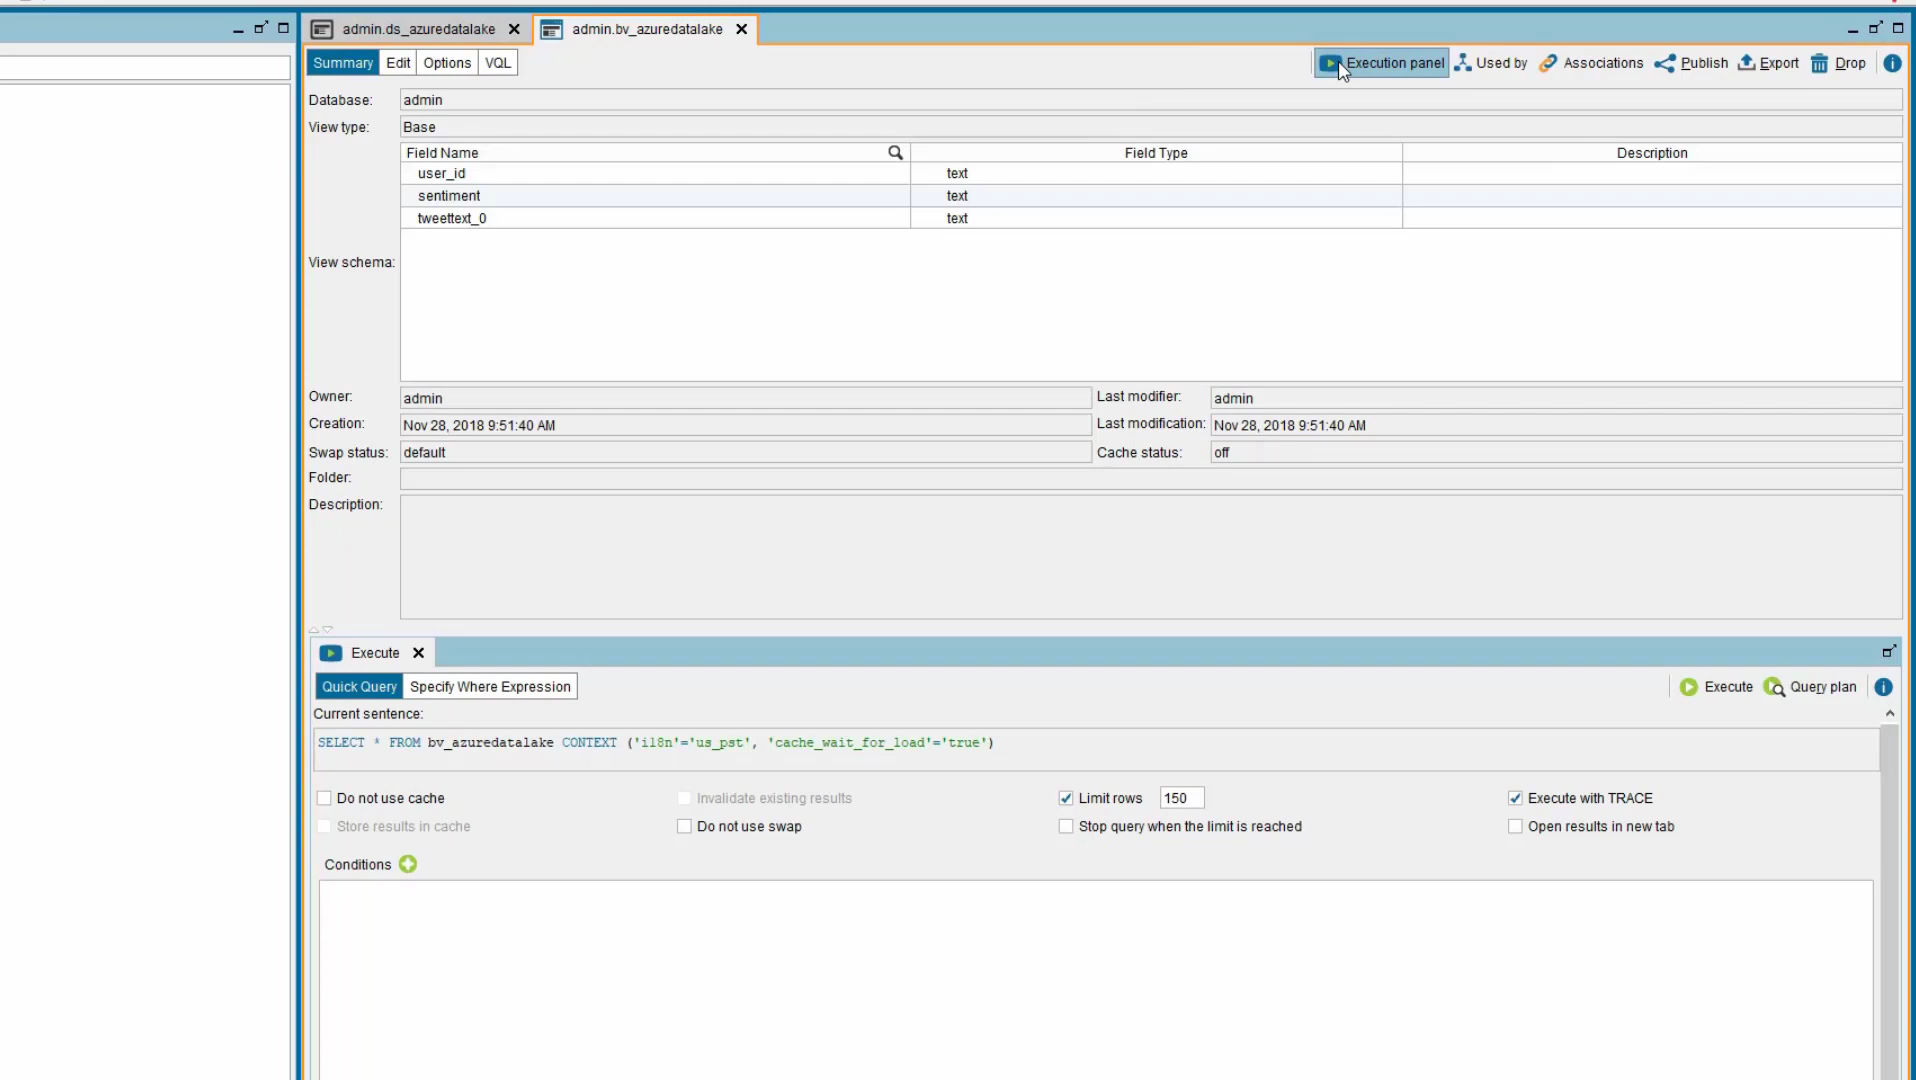 admin.ds_azuredatalake admin.bv_azuredatalake
Summary Edit Options VQL Execution panel Used by Associations Publish Export Drop
Database: admin
View type: Base
Field Name Field Type Description
user_id text
sentiment text
tweettext_0 text
View schema:
Owner: admin Last modifier: admin
Creation: Nov 28, 2018 9:51:40 AM Last modification: Nov 28, 2018 9:51:40 AM
Swap status: default Cache status: off
Folder:
Description:
Execute
Quick Query Specify Where Expression Execute Query plan
Current sentence:
SELECT * FROM bv_azuredatalake CONTEXT ('i18n'='us_pst', 'cache_wait_for_load'='true')
Do not use cache Invalidate existing results Limit rows 150 Execute with TRACE
Store results in cache Do not use swap Stop query when the limit is reached Open results in new tab
Conditions